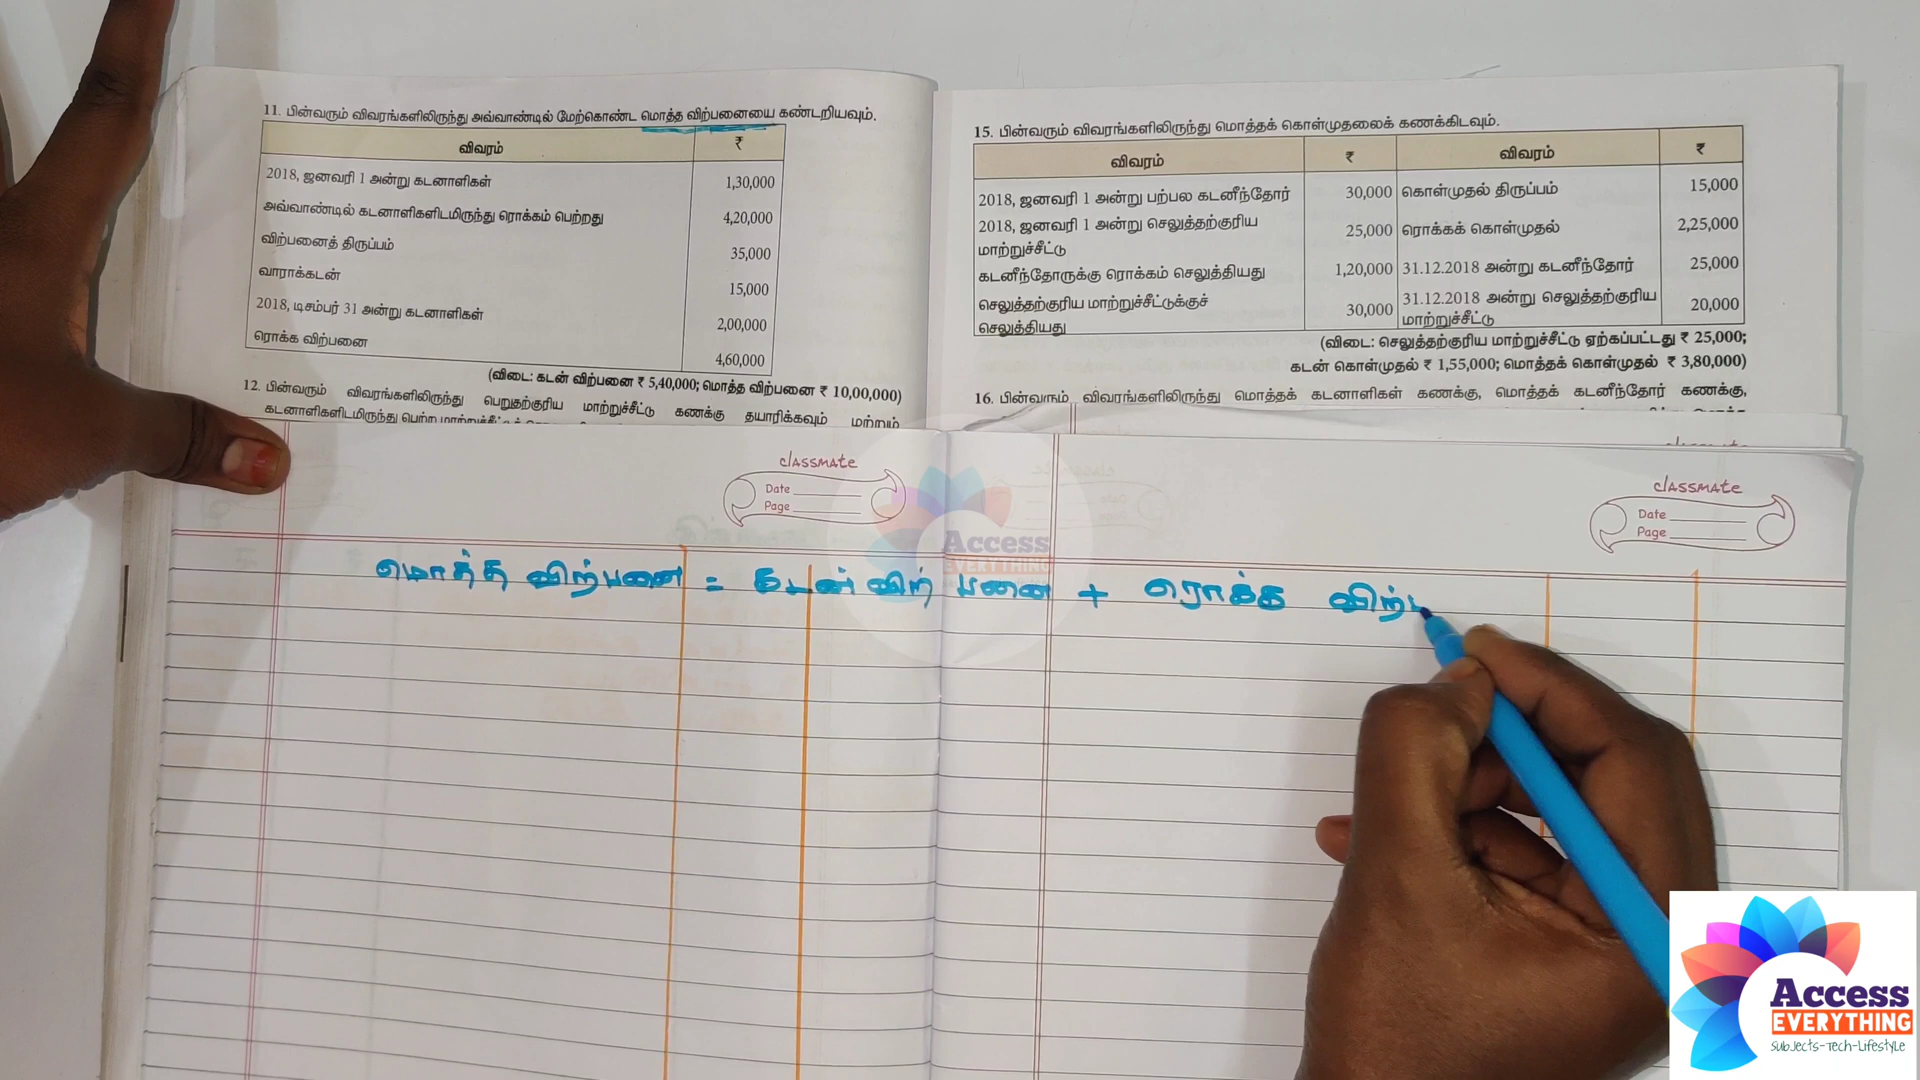 11. பின்வரும் விவரங்களிலிருந்து அவ்வாண்டில் மேற்கொண்ட மொத்த விற்பனையை கண்டறியவும்.
விவரம் ₹
2018, ஜனவரி 1 அன்று கடனாளிகள் 1,30,000
அவ்வாண்டில் கடனாளிகளிடமிருந்து ரொக்கம் பெற்றது 4,20,000
விற்பனைத் திருப்பம் 35,000
வாராக்கடன் 15,000
2018, டிசம்பர் 31 அன்று கடனாளிகள் 2,00,000
ரொக்க விற்பனை 4,60,000
(விடை: கடன் விற்பனை ₹ 5,40,000; மொத்த விற்பனை ₹ 10,00,000)
12. பின்வரும் விவரங்களிலிருந்து பெறுதற்குரிய மாற்றுச்சீட்டு கணக்கு தயாரிக்கவும் மற்றும்
கடனாளிகளிடமிருந்து பெற்ற
15. பின்வரும் விவரங்களிலிருந்து மொத்தக் கொள்முதலைக் கணக்கிடவும்.
விவரம் ₹ விவரம் ₹
2018, ஜனவரி 1 அன்று பற்பல கடனீந்தோர் 30,000 கொள்முதல் திருப்பம் 15,000
2018, ஜனவரி 1 அன்று செலுத்தற்குரிய
மாற்றுச்சீட்டு 25,000 ரொக்கக் கொள்முதல் 2,25,000
கடனீந்தோருக்கு ரொக்கம் செலுத்தியது 1,20,000 31.12.2018 அன்று கடனீந்தோர் 25,000
செலுத்தற்குரிய மாற்றுச்சீட்டுக்குச்
செலுத்தியது 30,000 31.12.2018 அன்று செலுத்தற்குரிய
மாற்றுச்சீட்டு 20,000
(விடை: செலுத்தற்குரிய மாற்றுச்சீட்டு ஏற்கப்பட்டது ₹ 25,000;
கடன் கொள்முதல் ₹ 1,55,000; மொத்தக் கொள்முதல் ₹ 3,80,000)
16. பின்வரும் விவரங்களிலிருந்து மொத்தக் கடனாளிகள் கணக்கு, மொத்தக் கடனீந்தோர் கணக்கு,
classmate
Date
Page
classmate
Date
Page
Access
EVERYTHING
மொத்த விற்பனை = கடன் விற்பனை + ரொக்க விற்ப
Access
EVERYTHING
Subjects-Tech-Lifestyle